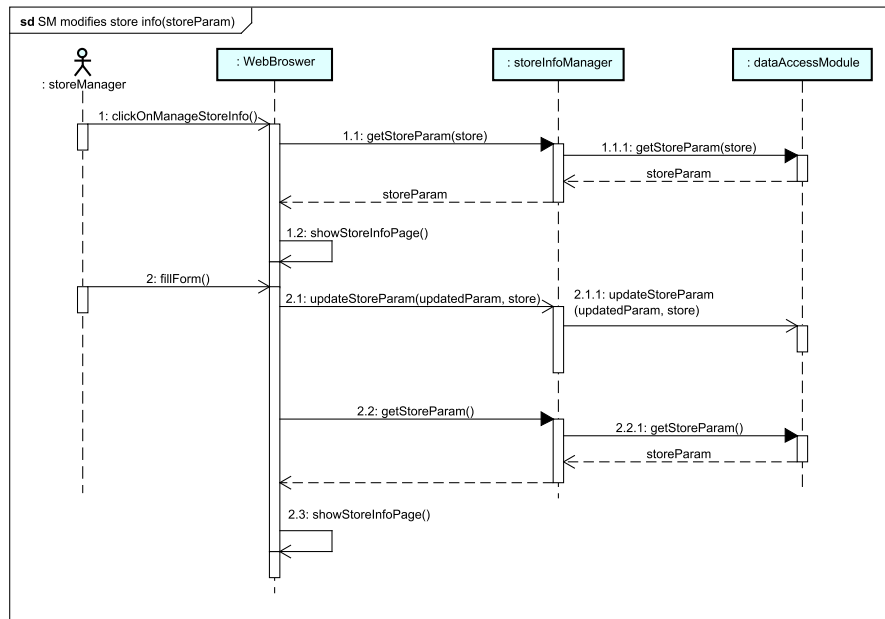 sd SM modifies store info(storeParam)
: storeManager
: WebBroswer
: storeInfoManager
: dataAccessModule
1: clickOnManageStoreInfo()
1.1: getStoreParam(store)
1.1.1: getStoreParam(store)
storeParam
storeParam
1.2: showStoreInfoPage()
2: fillForm()
2.1: updateStoreParam(updatedParam, store)
2.1.1: updateStoreParam
(updatedParam, store)
2.2: getStoreParam()
2.2.1: getStoreParam()
storeParam
2.3: showStoreInfoPage()